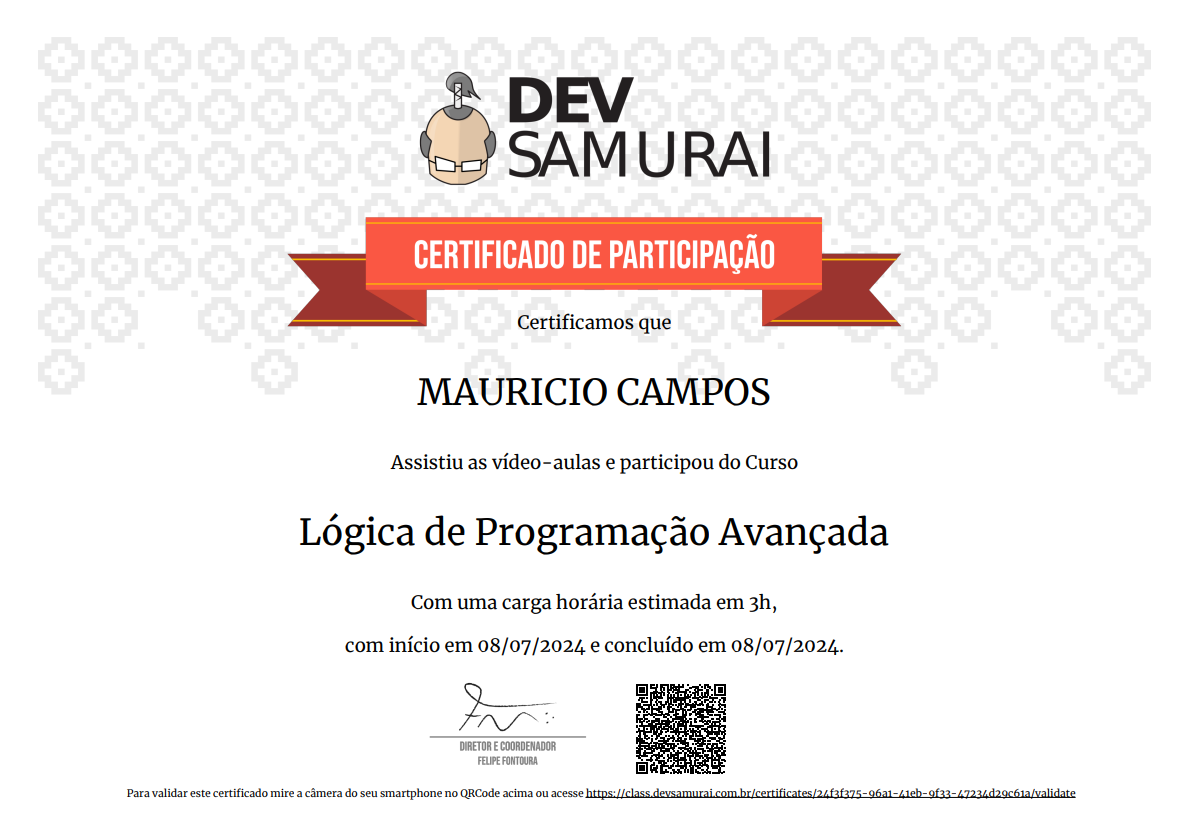 DEV
SAMURAI
CERTIFICADO DE PARTICIPAÇÃO
Certificamos que
MAURICIO CAMPOS
Assistiu as vídeo-aulas e participou do Curso
Lógica de Programação Avançada
Com uma carga horária estimada em 3h,
com início em 08/07/2024 e concluído em 08/07/2024.
DIRETOR E COORDENADOR
FELIPE FONTOURA
Para validar este certificado mire a câmera do seu smartphone no QRCode acima ou acesse https://class.devsamurai.com.br/certificates/24f3f375-96a1-41eb-9f33-47234d29c61a/validate